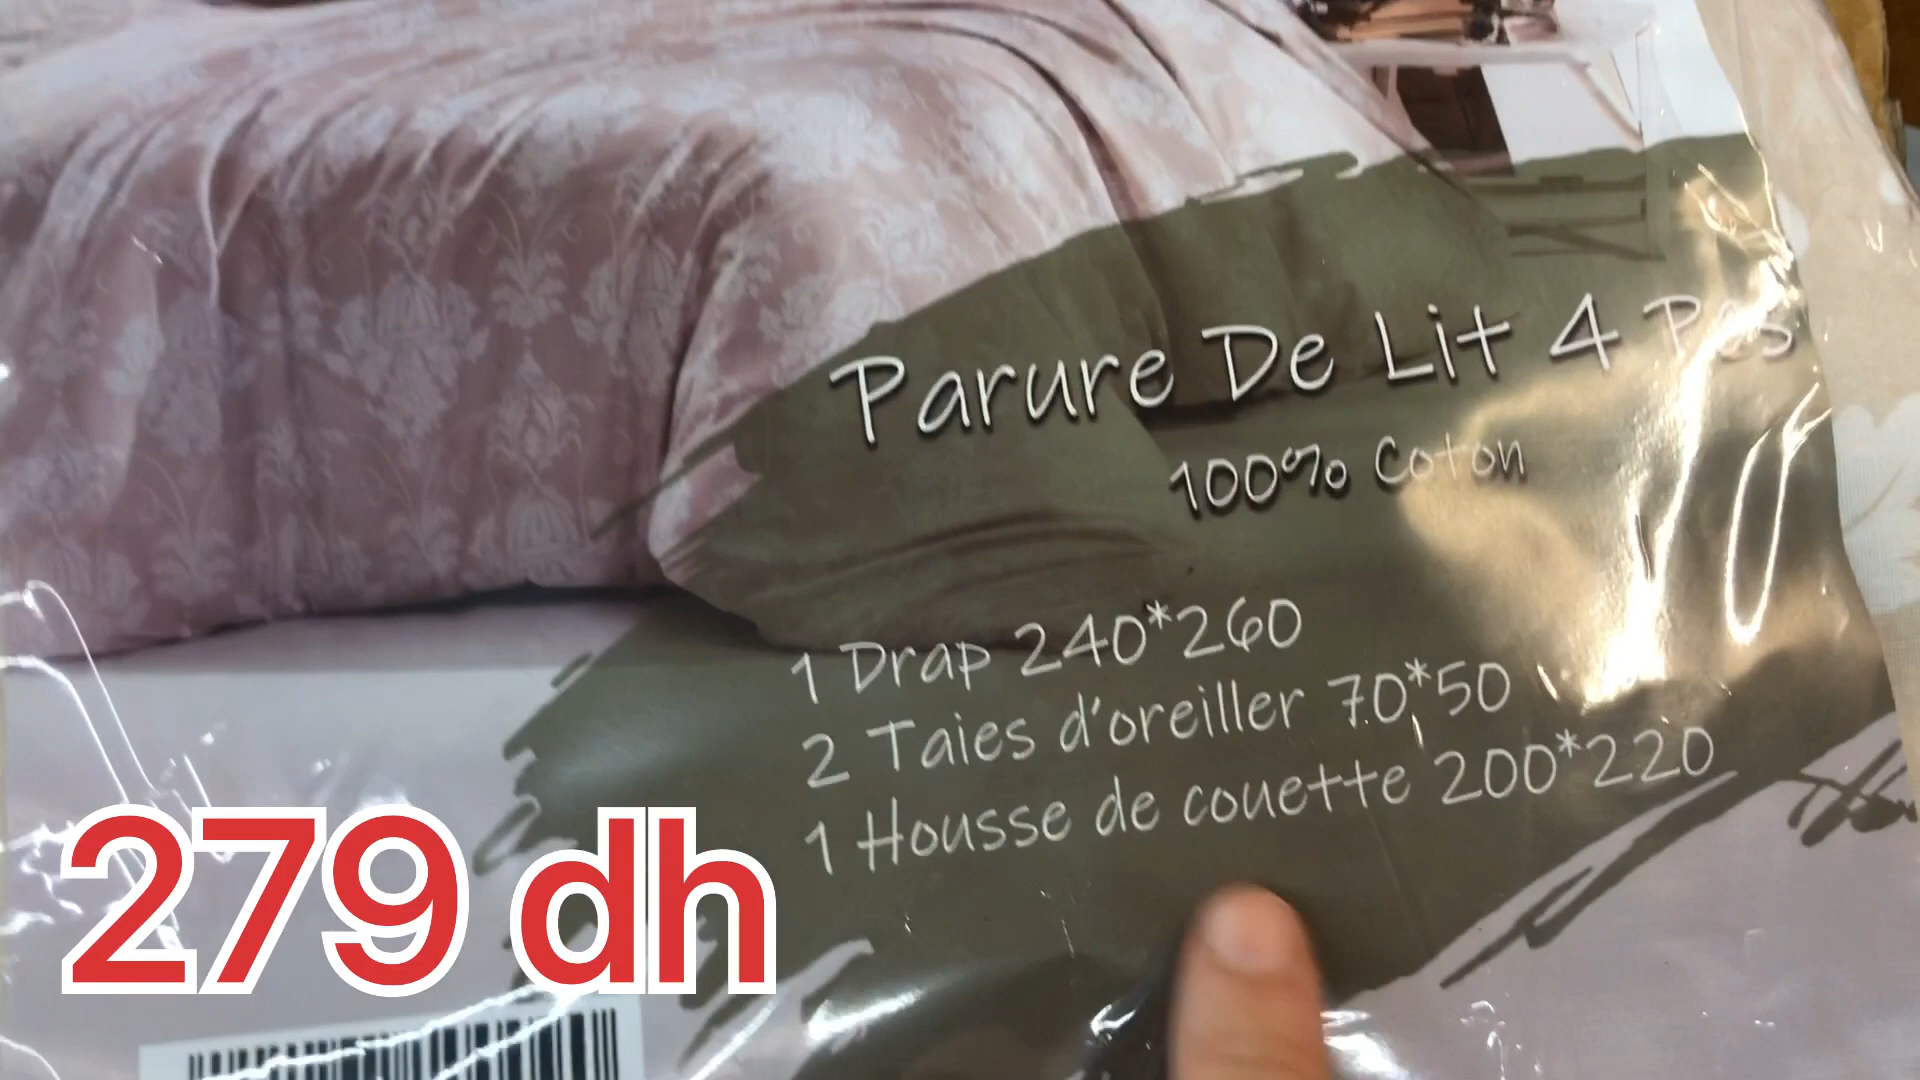 Parure De Lit 4 Pcs
100% Coton
1 Drap 240*260
2 Taies d'oreiller 70*50
1 Housse de couette 200*220
279 dh